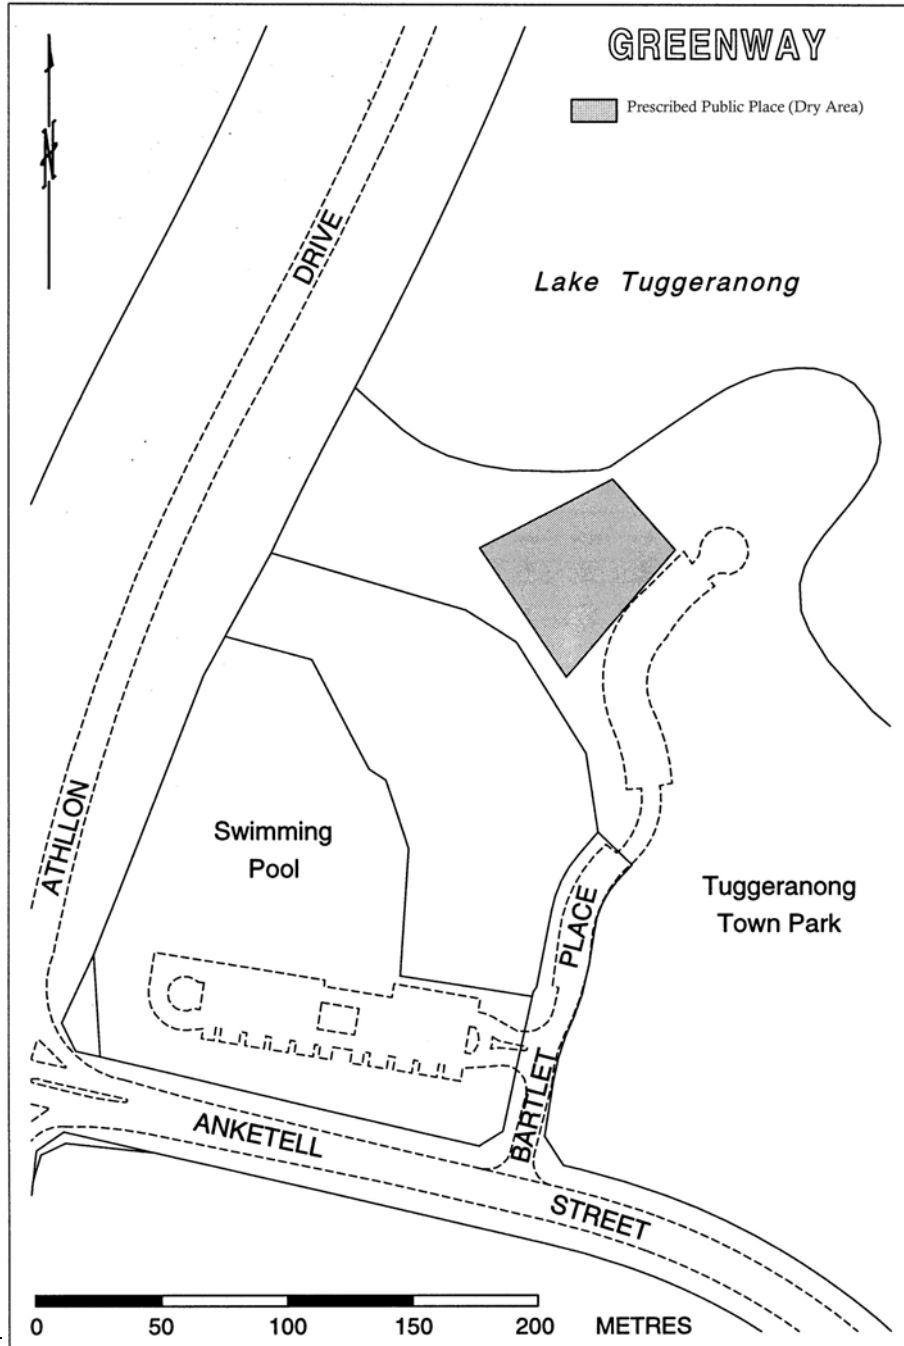 GREENWAY
Prescribed Public Place (Dry Area)
N
DRIVE
Lake Tuggeranong
ATHLLON
Swimming
Pool
Tuggeranong
Town Park
PLACE
BARTLET
ANKETELL
STREET
0 50 100 150 200 METRES